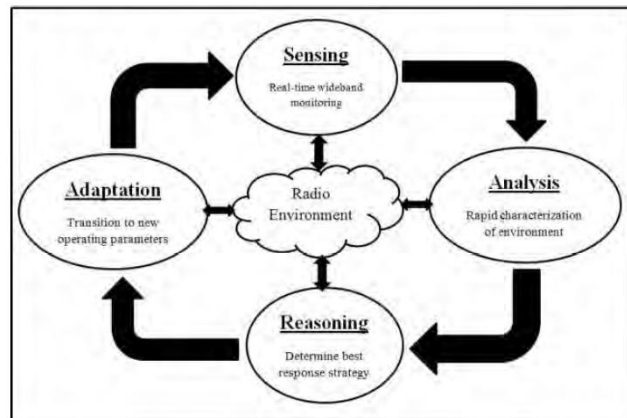 Sensing
Real-time wideband
monitoring
Adaptation
Transition to new
operating parameters
Radio
Environment
Analysis
Rapid characterization
of environment
Reasoning
Determine best
response strategy